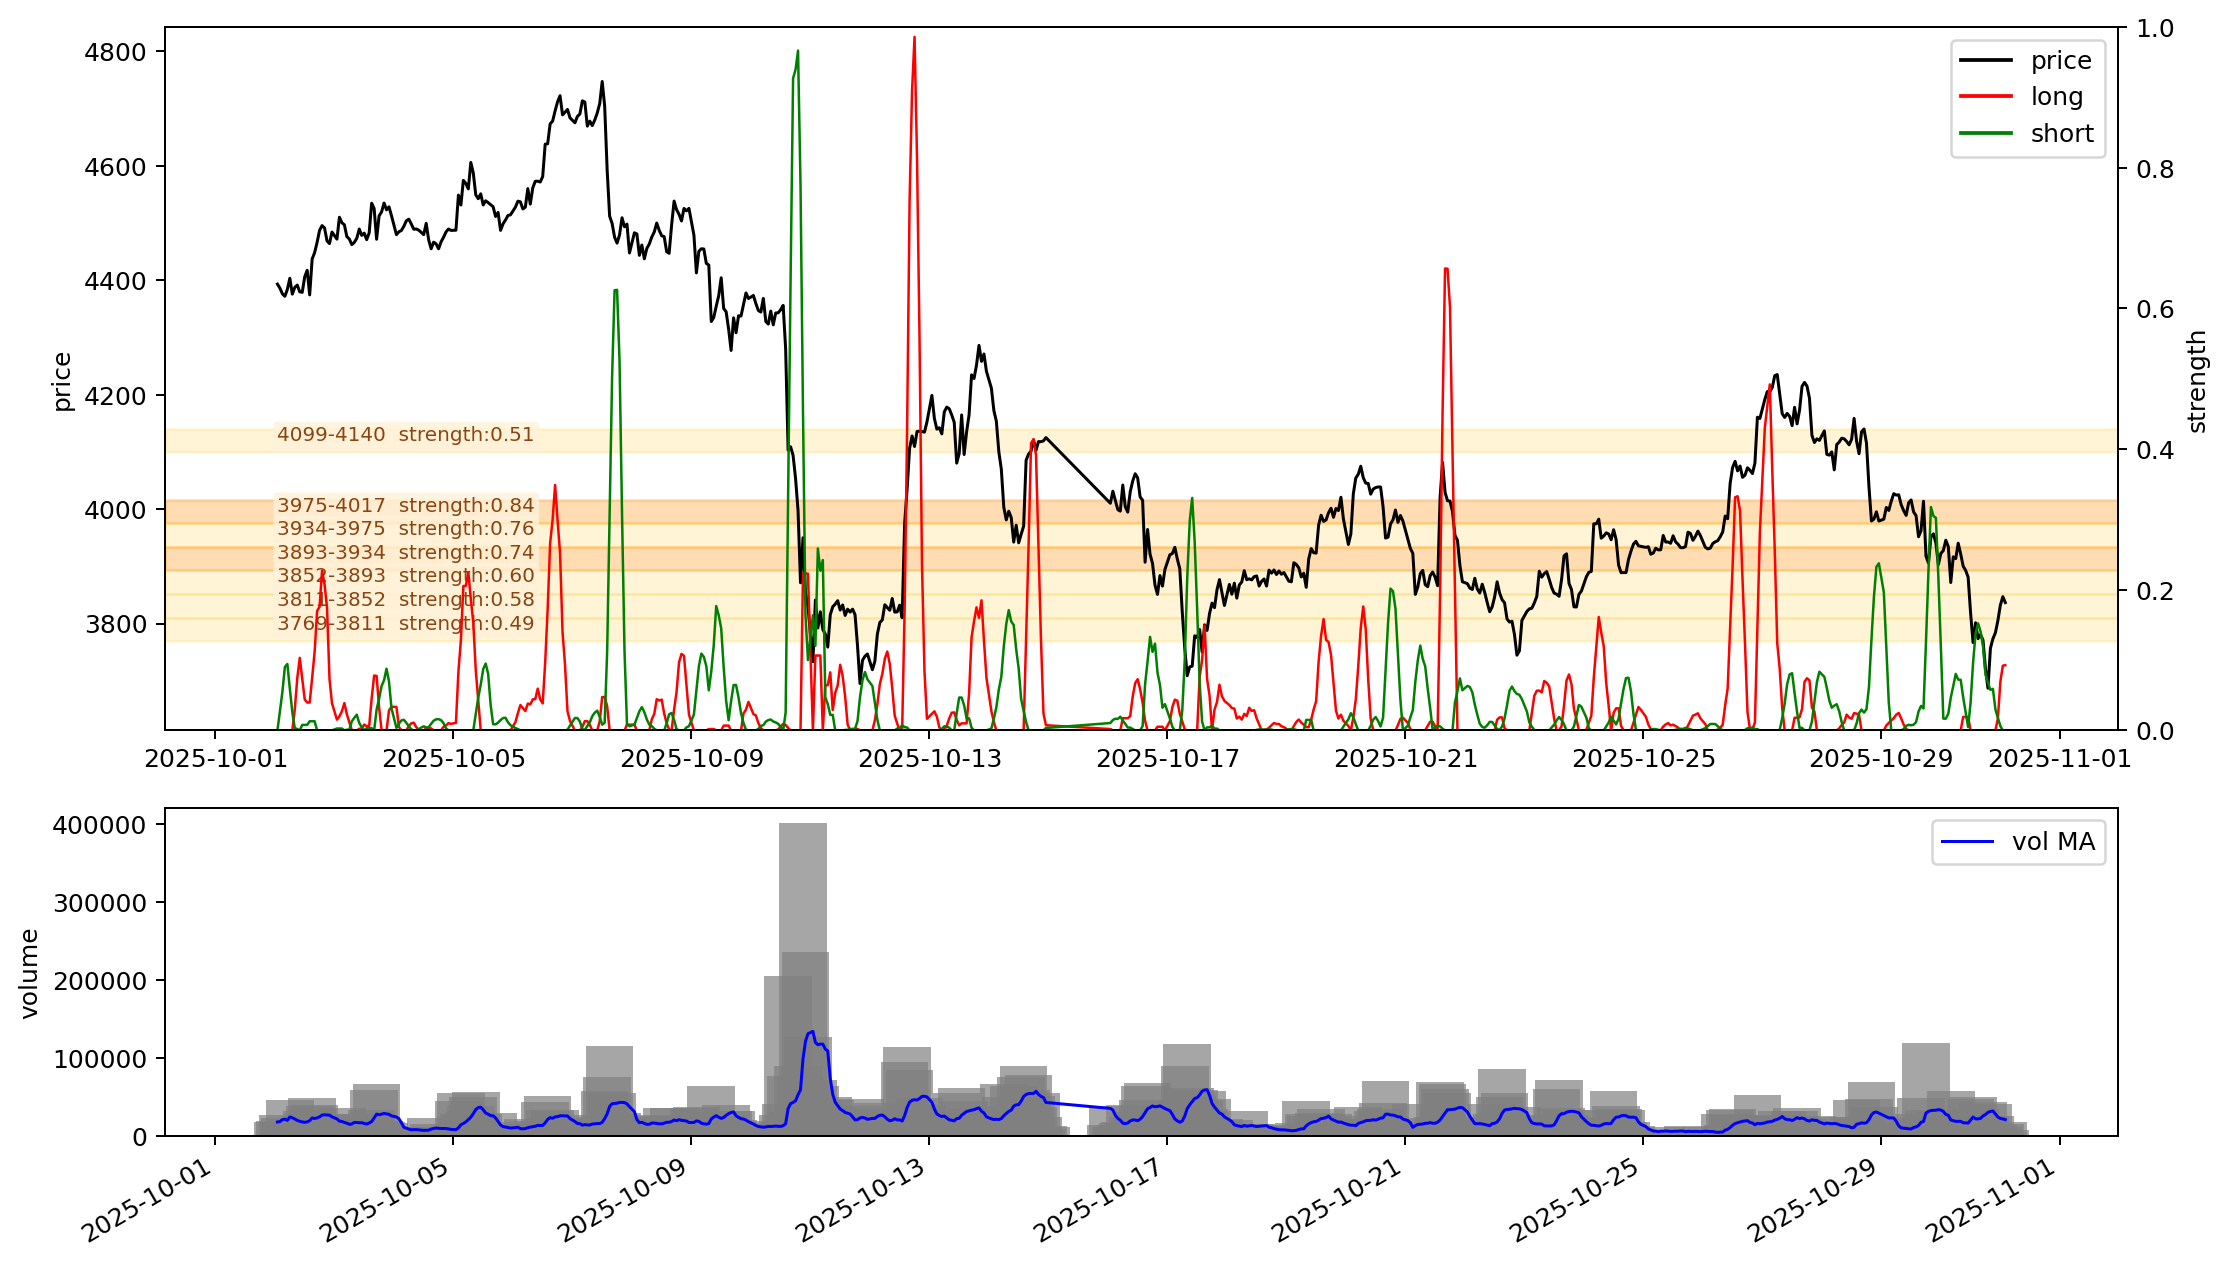 4800
4600
4400
4200
4000
3800
price
1.0
0.8
0.6
0.4
0.2
0.0
strength
price
long
short
4099-4140 strength:0.51
3975-4017 strength:0.84
3934-3975 strength:0.76
3893-3934 strength:0.74
3852-3893 strength:0.60
3811-3852 strength:0.58
3769-3811 strength:0.49
2025-10-01 2025-10-05 2025-10-09 2025-10-13 2025-10-17 2025-10-21 2025-10-25 2025-10-29 2025-11-01
400000
300000
200000
100000
0
volume
vol MA
2025-10-01 2025-10-05 2025-10-09 2025-10-13 2025-10-17 2025-10-21 2025-10-25 2025-10-29 2025-11-01